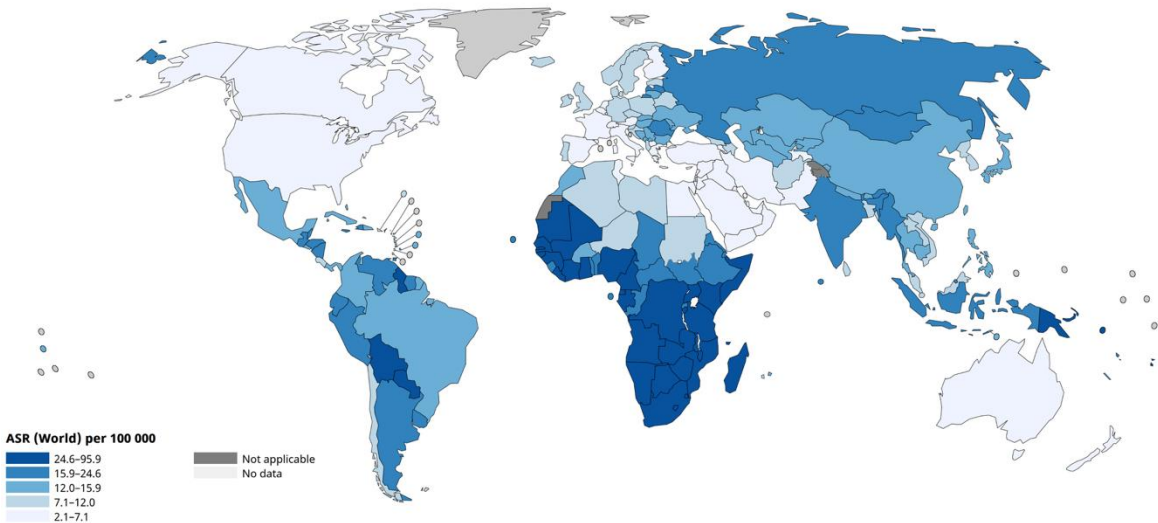 ASR (World) per 100 000
24.6–95.9
15.9–24.6
12.0–15.9
7.1–12.0
2.1–7.1
Not applicable
No data